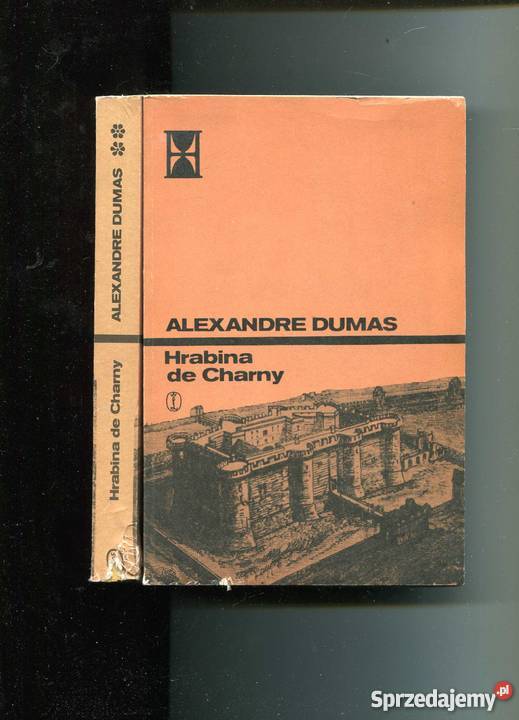 ALEXANDRE DUMAS
Hrabina de Charny
ALEXANDRE DUMAS
Hrabina
de Charny
Sprzedajemy.pl